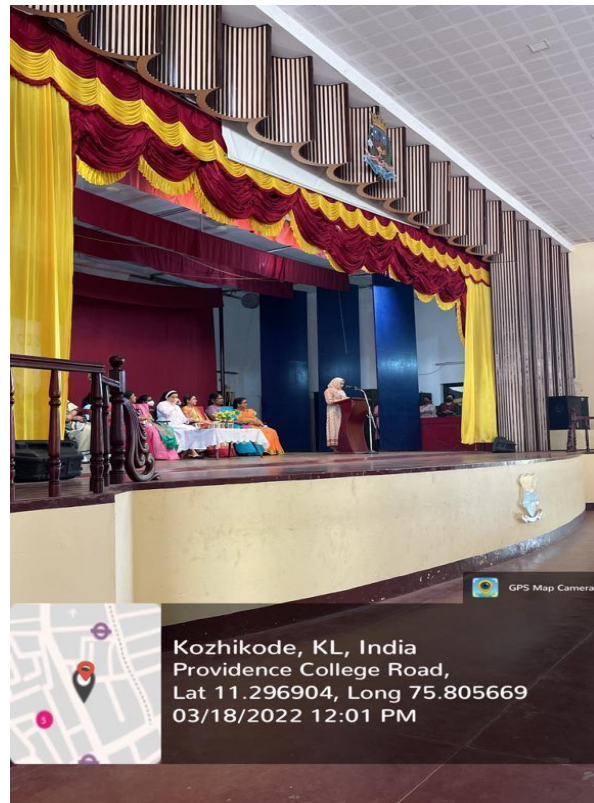 GPS Map Camera
Kozhikode, KL, India
Providence College Road,
Lat 11.296904, Long 75.805669
03/18/2022 12:01 PM
5